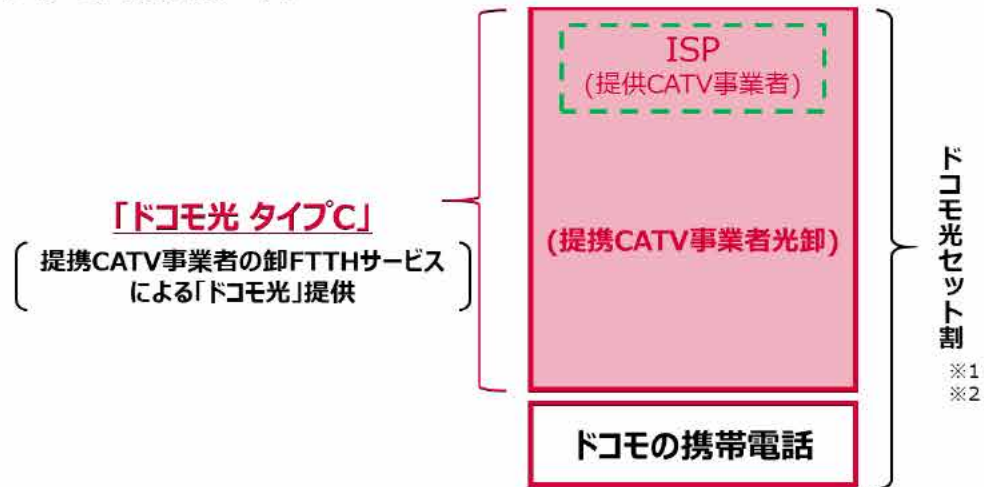 ISP
(提供CATV事業者)
「ドコモ光 タイプC」
提携CATV事業者の卸FTTHサービス
による「ドコモ光」提供
(提携CATV事業者光卸)
ドコモ光セット割
※1
※2
ドコモの携帯電話